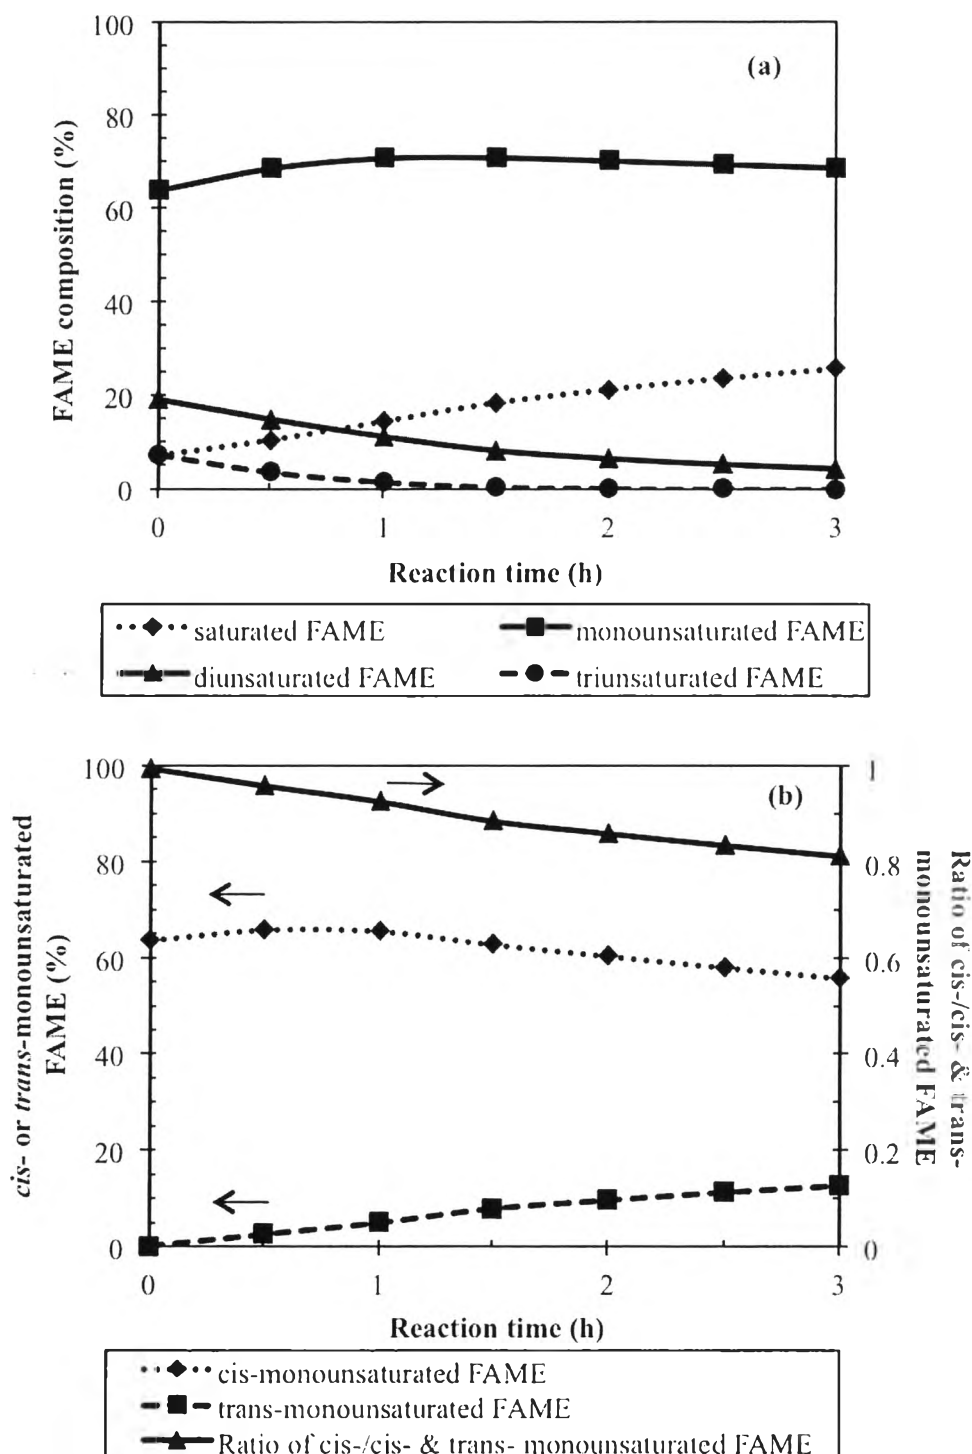 100
(a)
80
60
40
20
0
FAME composition (%)
0 1 2 3
Reaction time (h)
saturated FAME monounsaturated FAME
diunsaturated FAME triunsaturated FAME
100 1
(b)
80 0.8
60 0.6
40 0.4
20 0.2
0 0
cis- or trans-monounsaturated
FAME (%)
Ratio of cis-/cis- & trans-
monounsaturated FAME
0 1 2 3
Reaction time (h)
cis-monounsaturated FAME
trans-monounsaturated FAME
Ratio of cis-/cis- & trans- monounsaturated FAME